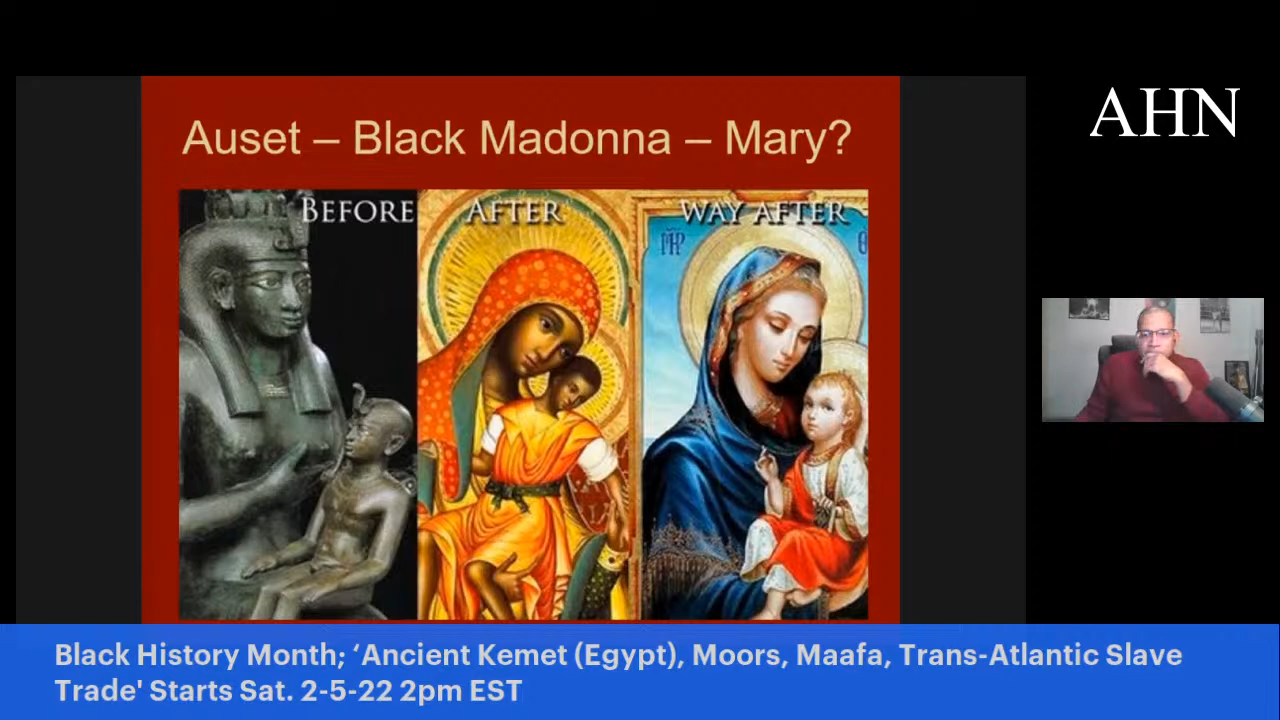 AHN
Auset – Black Madonna – Mary?
BEFORE
AFTER
WAY AFTER
Black History Month; ‘Ancient Kemet (Egypt), Moors, Maafa, Trans-Atlantic Slave
Trade' Starts Sat. 2-5-22 2pm EST